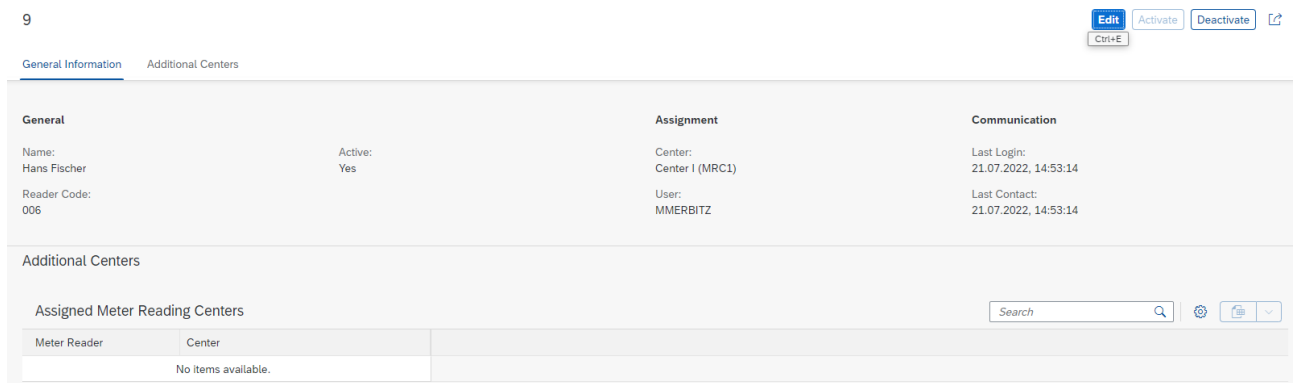 9
Edit Activate Deactivate
Ctrl+E
General Information Additional Centers
General Assignment Communication
Name: Active: Center: Last Login:
Hans Fischer Yes Center I (MRC1) 21.07.2022, 14:53:14
Reader Code: User: Last Contact:
006 MMERBITZ 21.07.2022, 14:53:14
Additional Centers
Assigned Meter Reading Centers Search
Meter Reader Center
No items available.